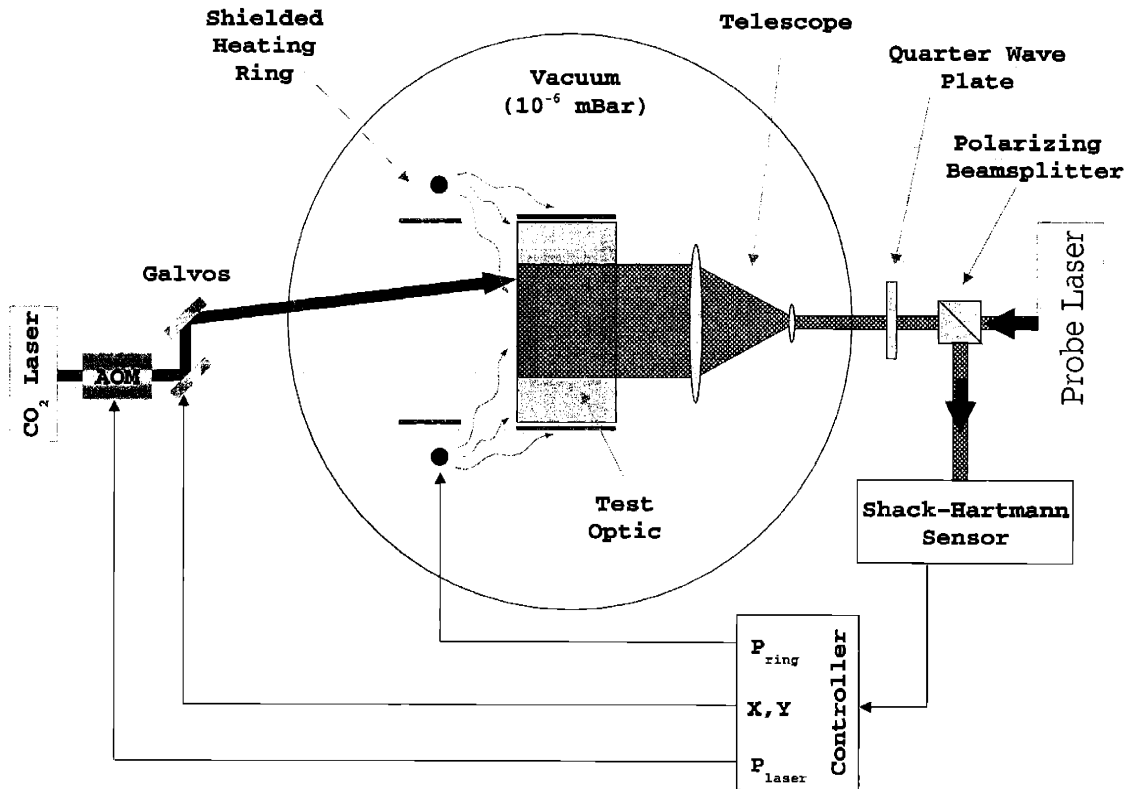 Shielded
Heating
Ring
Vacuum
(10⁻⁶ mBar)
Telescope
Quarter Wave
Plate
Polarizing
Beamsplitter
Galvos
CO₂ Laser
AOM
Probe Laser
Test
Optic
Shack-Hartmann
Sensor
P_ring
X,Y
P_laser
Controller